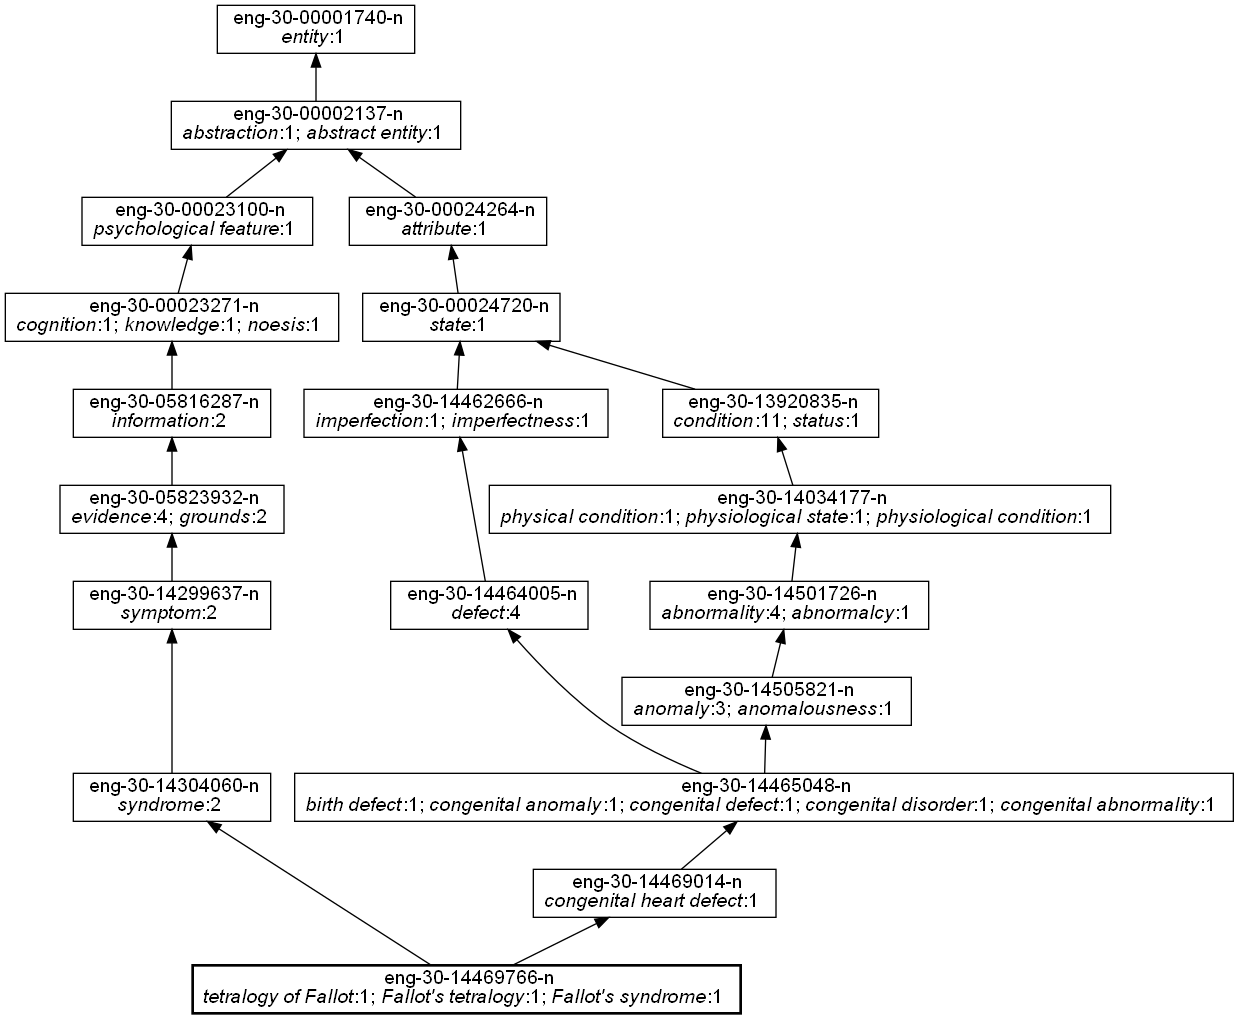 eng-30-00001740-n
entity:1
eng-30-00002137-n
abstraction:1; abstract entity:1
eng-30-00023100-n
psychological feature:1
eng-30-00024264-n
attribute:1
eng-30-00023271-n
cognition:1; knowledge:1; noesis:1
eng-30-00024720-n
state:1
eng-30-05816287-n
information:2
eng-30-14462666-n
imperfection:1; imperfectness:1
eng-30-13920835-n
condition:11; status:1
eng-30-05823932-n
evidence:4; grounds:2
eng-30-14034177-n
physical condition:1; physiological state:1; physiological condition:1
eng-30-14299637-n
symptom:2
eng-30-14464005-n
defect:4
eng-30-14501726-n
abnormality:4; abnormalcy:1
eng-30-14505821-n
anomaly:3; anomalousness:1
eng-30-14304060-n
syndrome:2
eng-30-14465048-n
birth defect:1; congenital anomaly:1; congenital defect:1; congenital disorder:1; congenital abnormality:1
eng-30-14469014-n
congenital heart defect:1
eng-30-14469766-n
tetralogy of Fallot:1; Fallot's tetralogy:1; Fallot's syndrome:1